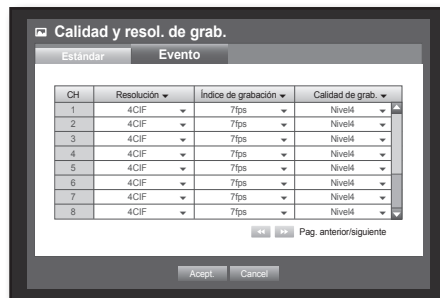 Calidad y resol. de grab.
Estándar Evento
CH Resolución Índice de grabación Calidad de grab.
1 4CIF 7fps Nivel4
2 4CIF 7fps Nivel4
3 4CIF 7fps Nivel4
4 4CIF 7fps Nivel4
5 4CIF 7fps Nivel4
6 4CIF 7fps Nivel4
7 4CIF 7fps Nivel4
8 4CIF 7fps Nivel4
Pag. anterior/siguiente
Acept. Cancel